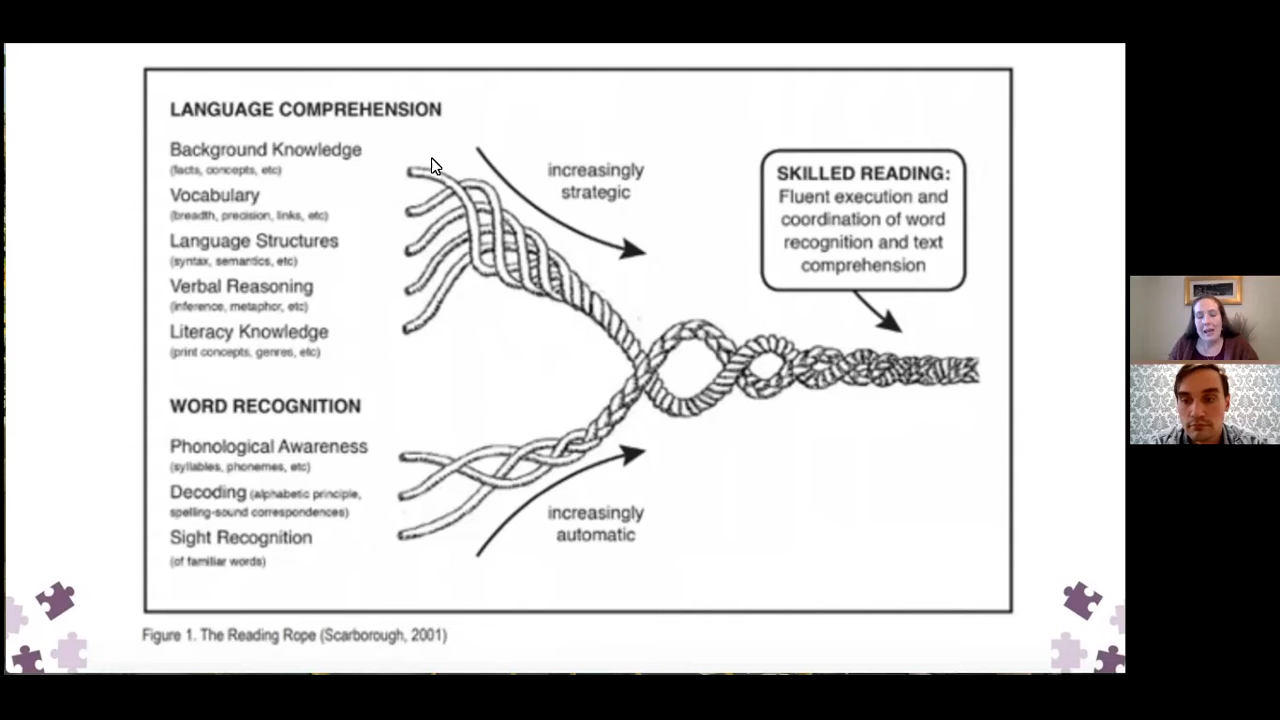 LANGUAGE COMPREHENSION
Background Knowledge
(facts, concepts, etc)
Vocabulary
(breadth, precision, links, etc)
Language Structures
(syntax, semantics, etc)
Verbal Reasoning
(inference, metaphor, etc)
Literacy Knowledge
(print concepts, genres, etc)
WORD RECOGNITION
Phonological Awareness
(syllables, phonemes, etc)
Decoding (alphabetic principle,
spelling-sound correspondences)
Sight Recognition
(of familiar words)
increasingly
strategic
increasingly
automatic
SKILLED READING:
Fluent execution and
coordination of word
recognition and text
comprehension
Figure 1. The Reading Rope (Scarborough, 2001)